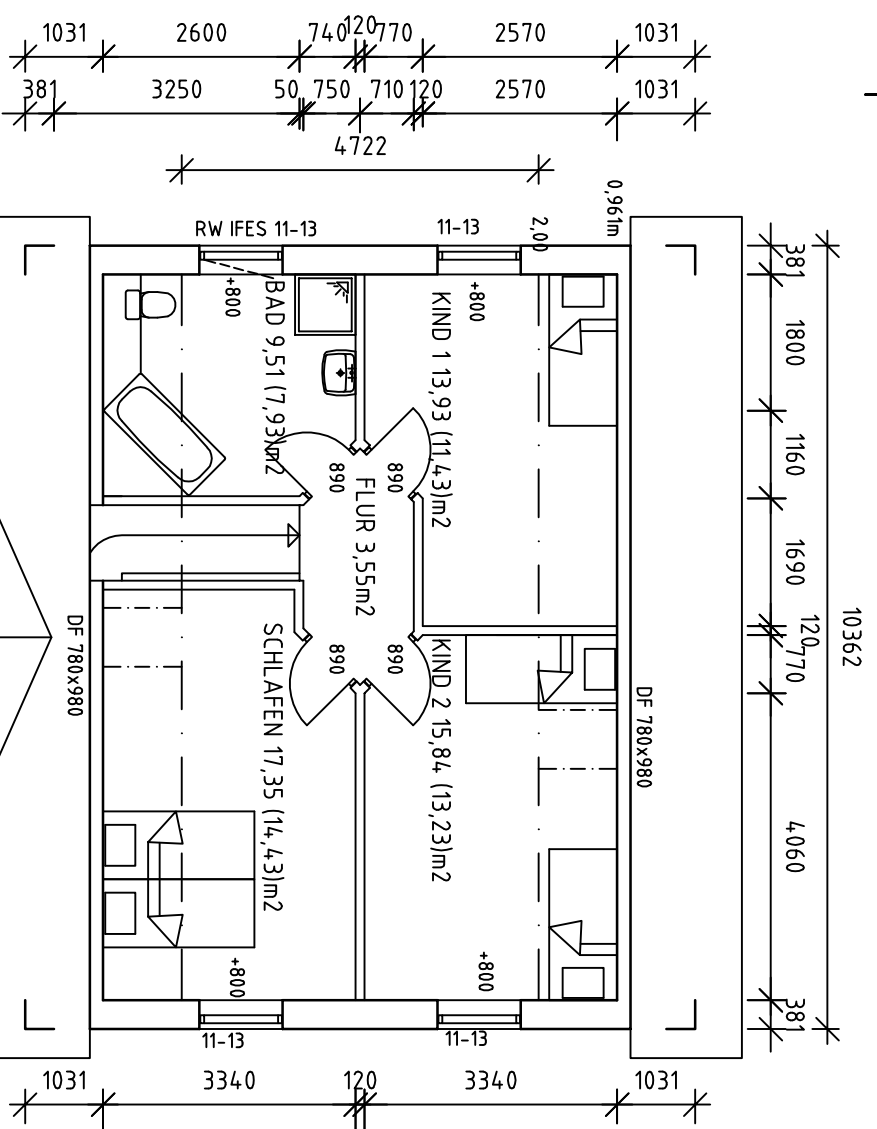 1031 2600 740 120 770 2570 1031
381 3250 50 750 710 120 2570 1031
4722
RW IFES 11-13
11-13
2,00
0,961m
+800
+800
BAD 9,51 (7,93)m2
KIND 1 13,93 (11,43)m2
890
890
FLUR 3,55m2
890
890
SCHLAFEN 17,35 (14,43)m2
KIND 2 15,84 (13,23)m2
DF 780x980
DF 780x980
+800
+800
11-13
11-13
381
1800
1160
1690
120
770
4060
381
10362
1031 3340 120 3340 1031